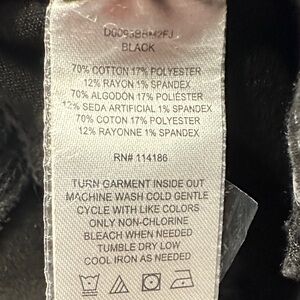 BLACK
70% COTTON 17% POLYESTER
12% RAYON 1% SPANDEX
70% ALGODÓN 17% POLIÉSTER
12% SEDA ARTIFICIAL 1% SPANDEX
70% COTON 17% POLYESTER
12% RAYONNE 1% SPANDEX
RN# 114186
TURN GARMENT INSIDE OUT
MACHINE WASH COLD GENTLE
CYCLE WITH LIKE COLORS
ONLY NON-CHLORINE
BLEACH WHEN NEEDED
TUMBLE DRY LOW
COOL IRON AS NEEDED